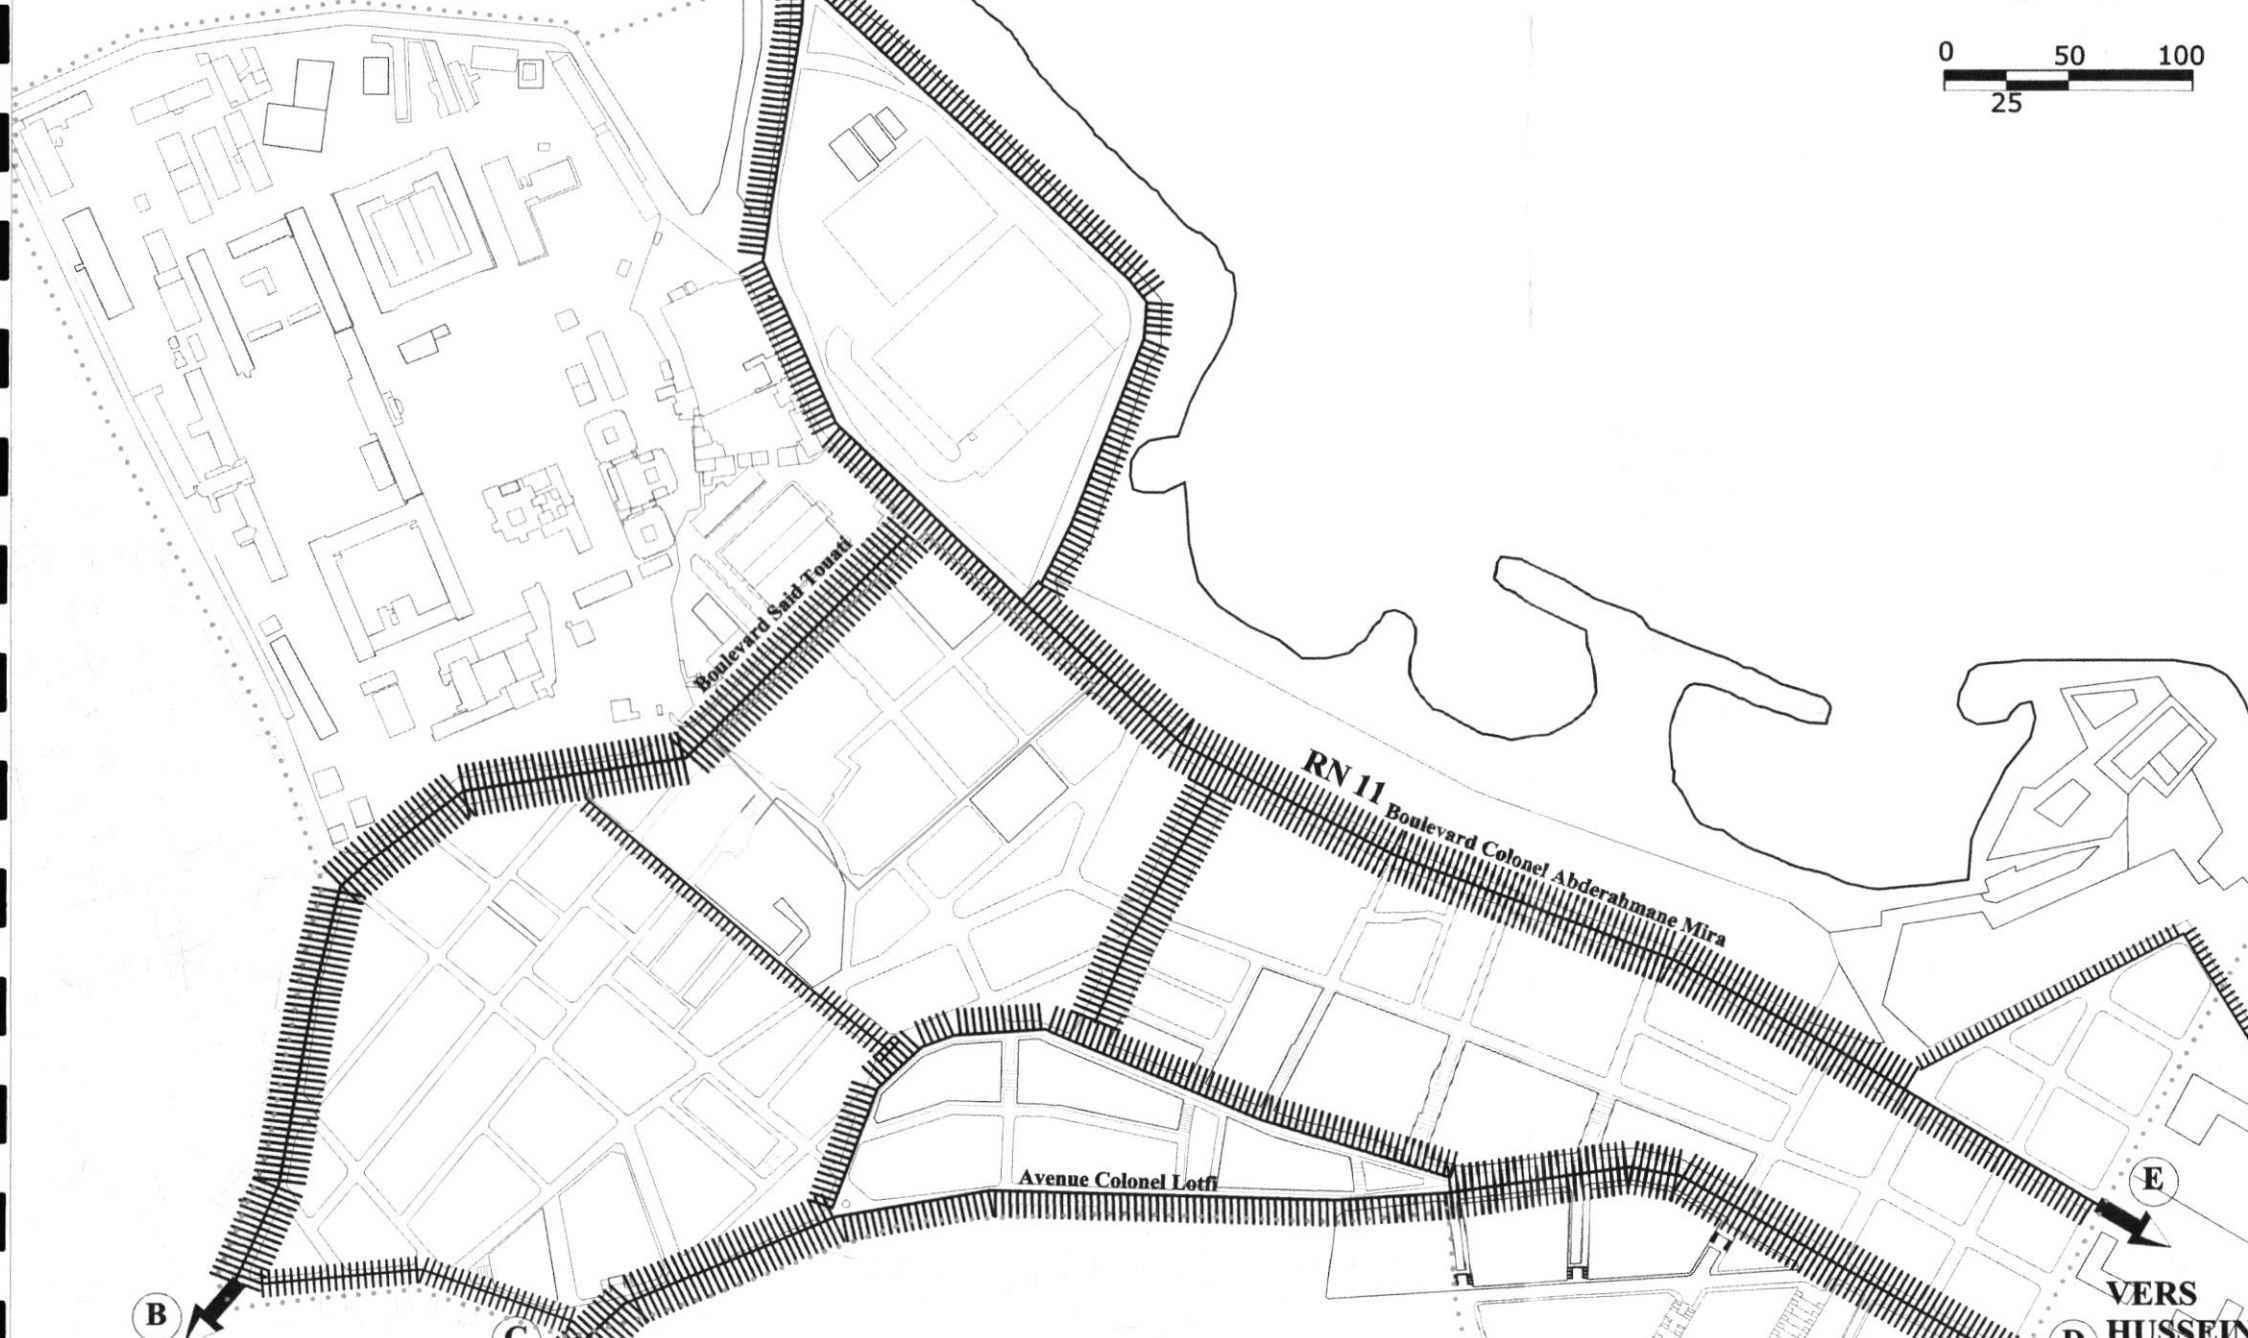 0 50 100
25
Boulevard Said Touati
RN 11
Boulevard Colonel Abderahmane Mira
Avenue Colonel Lotfi
E
B
VERS
HUSSEIN
C
D